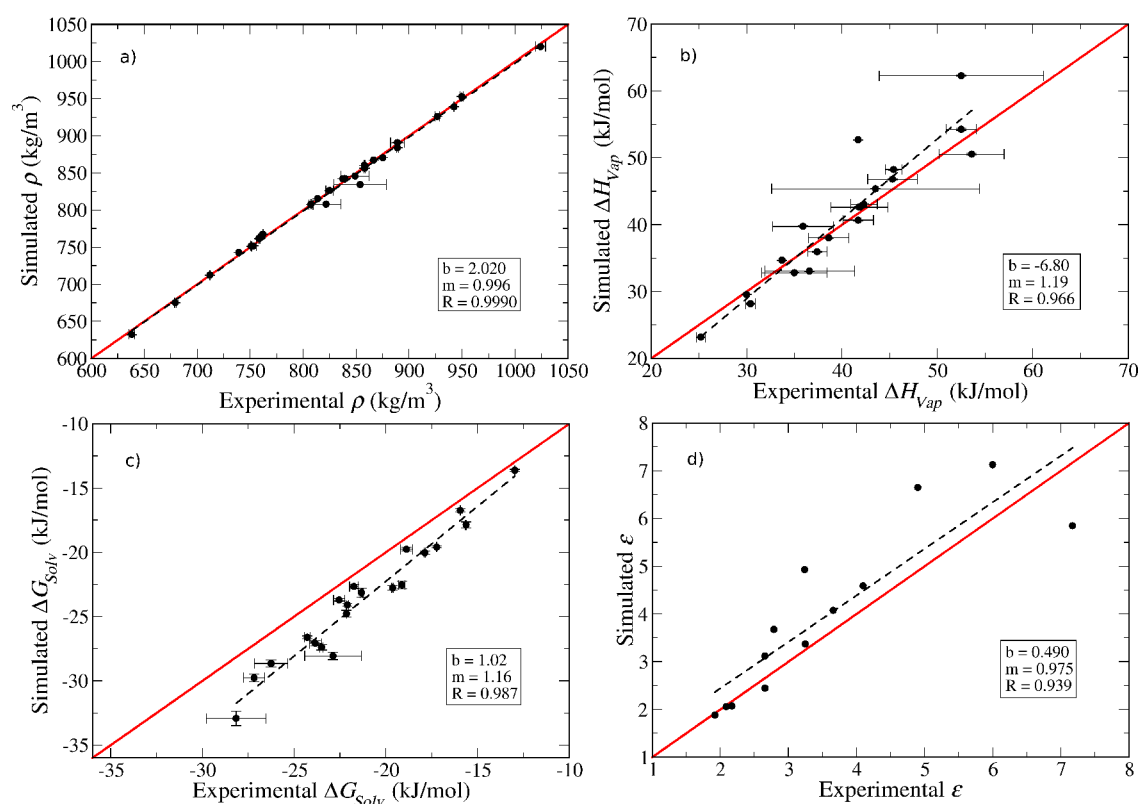 a)
Simulated ρ (kg/m³)
1050
1000
950
900
850
800
750
700
650
600
b = 2.020
m = 0.996
R = 0.9990
600 650 700 750 800 850 900 950 1000 1050
Experimental ρ (kg/m³)
b)
Simulated ΔH_Vap (kJ/mol)
70
60
50
40
30
20
b = -6.80
m = 1.19
R = 0.966
20 30 40 50 60 70
Experimental ΔH_Vap (kJ/mol)
c)
Simulated ΔG_Solv (kJ/mol)
-10
-15
-20
-25
-30
-35
b = 1.02
m = 1.16
R = 0.987
-35 -30 -25 -20 -15 -10
Experimental ΔG_Solv (kJ/mol)
d)
Simulated ε
8
7
6
5
4
3
2
1
b = 0.490
m = 0.975
R = 0.939
1 2 3 4 5 6 7 8
Experimental ε